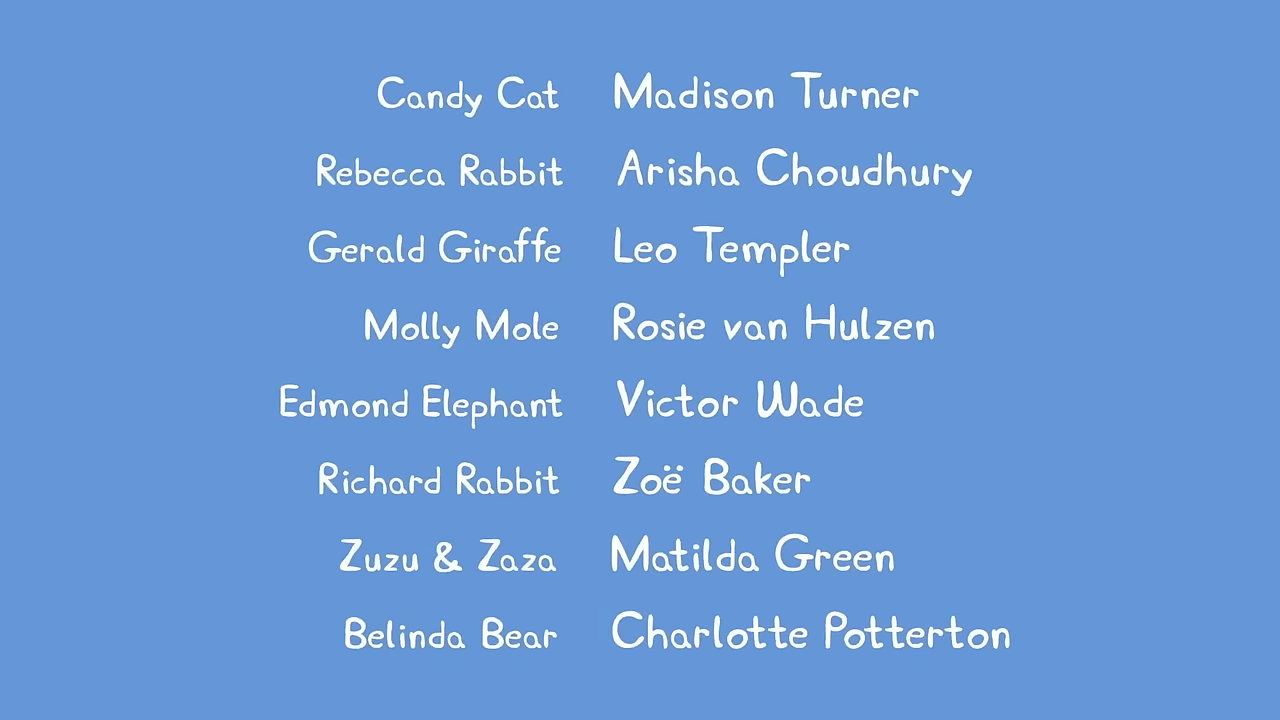 Candy Cat Madison Turner
Rebecca Rabbit Arisha Choudhury
Gerald Giraffe Leo Templer
Molly Mole Rosie van Hulzen
Edmond Elephant Victor Wade
Richard Rabbit Zoë Baker
Zuzu & Zaza Matilda Green
Belinda Bear Charlotte Potterton